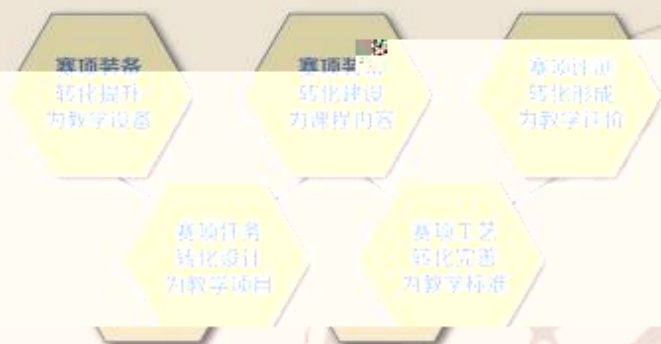 赛项装备
转化提升
为教学设备
赛项
转化建设
为课程内容
赛项评
转化形成
为教学评价
赛项任务
转化设计
为教学项目
赛项工艺
转化完善
为教学标准